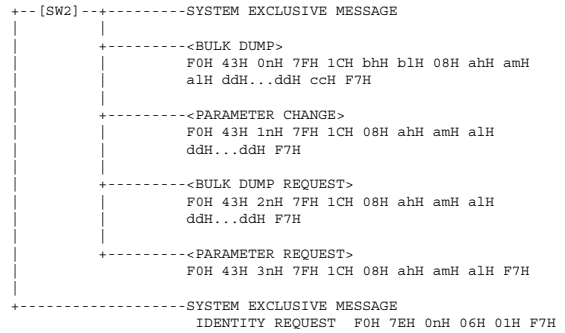 +--[SW2]--+---------SYSTEM EXCLUSIVE MESSAGE
|         |
|         +---------<BULK DUMP>
|         |         F0H 43H 0nH 7FH 1CH bhH blH 08H ahH amH
|         |         alH ddH...ddH ccH F7H
|         |
|         +---------<PARAMETER CHANGE>
|         |         F0H 43H 1nH 7FH 1CH 08H ahH amH alH
|         |         ddH...ddH F7H
|         |
|         +---------<BULK DUMP REQUEST>
|         |         F0H 43H 2nH 7FH 1CH 08H ahH amH alH
|         |         ddH...ddH F7H
|         |
|         +---------<PARAMETER REQUEST>
|                   F0H 43H 3nH 7FH 1CH 08H ahH amH alH F7H
|
+-------------------SYSTEM EXCLUSIVE MESSAGE
                     IDENTITY REQUEST  F0H 7EH 0nH 06H 01H F7H